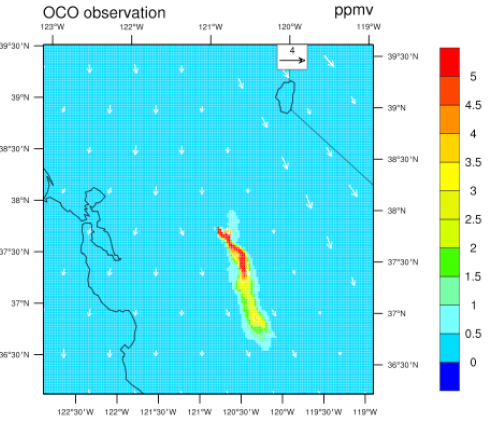 OCO observation ppmv
123°W 122°W 121°W 120°W 119°W
4
39°30'N 39°30'N
39°N 39°N
38°30'N 38°30'N
38°N 38°N
37°30'N 37°30'N
37°N 37°N
36°30'N 36°30'N
122°30'W 122°W 121°30'W 121°W 120°30'W 120°W 119°30'W 119°W
5
4.5
4
3.5
3
2.5
2
1.5
1
0.5
0